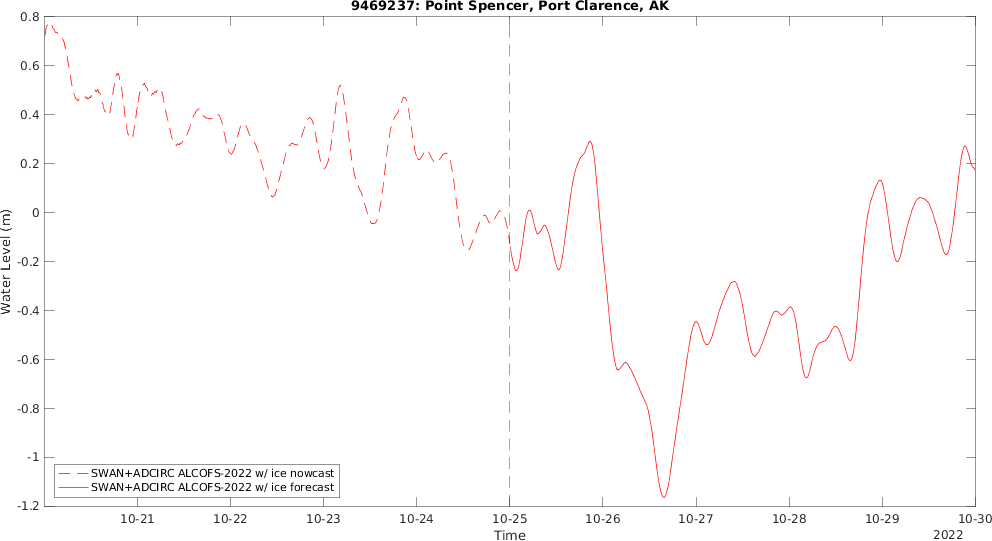 9469237: Point Spencer, Port Clarence, AK
0.8
0.6
0.4
0.2
0
-0.2
-0.4
-0.6
-0.8
-1
-1.2
Water Level (m)
SWAN+ADCIRC ALCOFS-2022 w/ ice nowcast
SWAN+ADCIRC ALCOFS-2022 w/ ice forecast
10-21 10-22 10-23 10-24 10-25 10-26 10-27 10-28 10-29 10-30
Time
2022